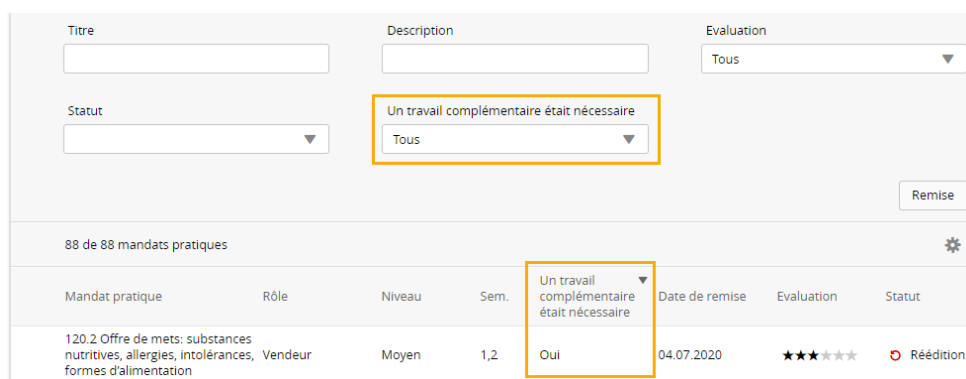 Titre Description Evaluation
Tous
Statut Un travail complémentaire était nécessaire
Tous
Remise
88 de 88 mandats pratiques
Mandat pratique Rôle Niveau Sem. Un travail complémentaire était nécessaire Date de remise Evaluation Statut
120.2 Offre de mets: substances
nutritives, allergies, intolérances,
formes d'alimentation
Vendeur Moyen 1,2 Oui 04.07.2020 Réédition